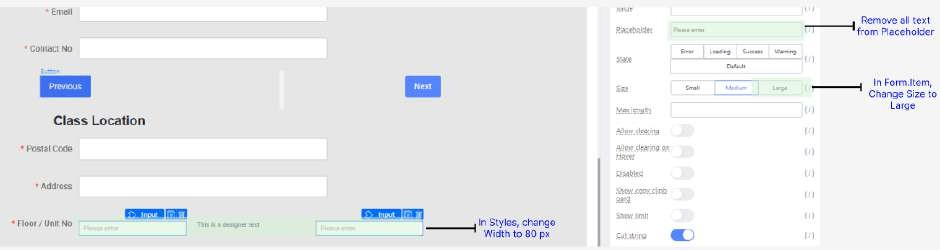 * Email
* Contact No
Button
Previous
Next
Class Location
* Postal Code
* Address
Input
Input
* Floor / Unit No
Please enter
This is a designer text
Please enter
In Styles, change
Width to 80 px
Placeholder
Please enter
{/}
State
Error
Loading
Success
Warning
Default
{/}
Size
Small
Medium
Large
{/}
Max length
{/}
Allow clearing
{/}
Allow clearing on
Hover
{/}
Disabled
{/}
Show copy climb
oard
{/}
Show limit
{/}
Cut string
{/}
Remove all text
from Placeholder
In Form.Item,
Change Size to
Large